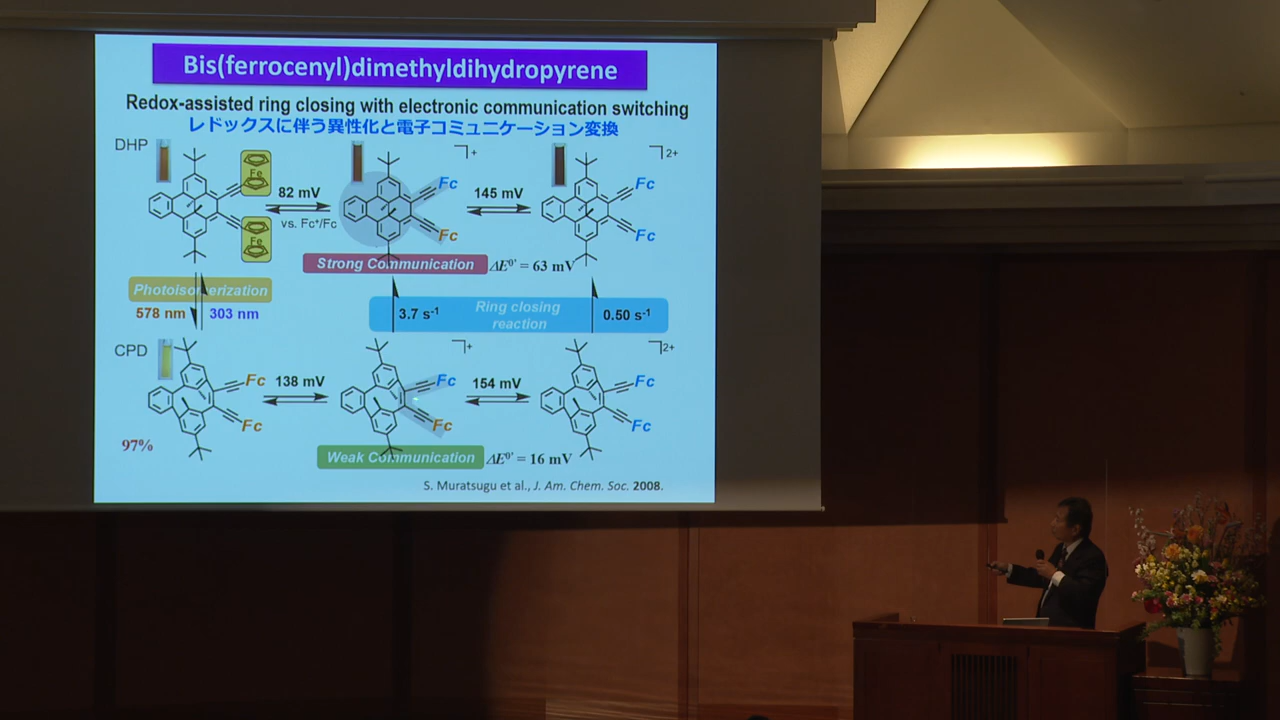 Bis(ferrocenyl)dimethyldihydropyrene
Redox-assisted ring closing with electronic communication switching
レドックスに伴う異性化と電子コミュニケーション変換
DHP
Fe
Fe
82 mV
vs. Fc⁺/Fc
+
Fc
Fc
145 mV
2+
Fc
Fc
Strong Communication
ΔE⁰' = 63 mV
Photoisomerization
578 nm
303 nm
3.7 s⁻¹
Ring closing
reaction
0.50 s⁻¹
CPD
Fc
Fc
138 mV
+
Fc
Fc
154 mV
2+
Fc
Fc
97%
Weak Communication
ΔE⁰' = 16 mV
S. Muratsugu et al., J. Am. Chem. Soc. 2008.